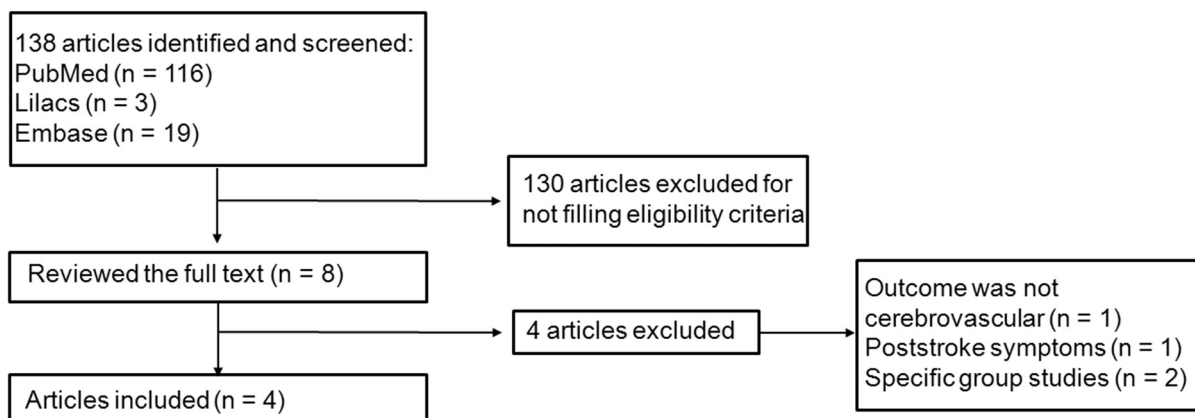 138 articles identified and screened:
PubMed (n = 116)
Lilacs (n = 3)
Embase (n = 19)
130 articles excluded for
not filling eligibility criteria
Reviewed the full text (n = 8)
4 articles excluded
Outcome was not
cerebrovascular (n = 1)
Poststroke symptoms (n = 1)
Specific group studies (n = 2)
Articles included (n = 4)